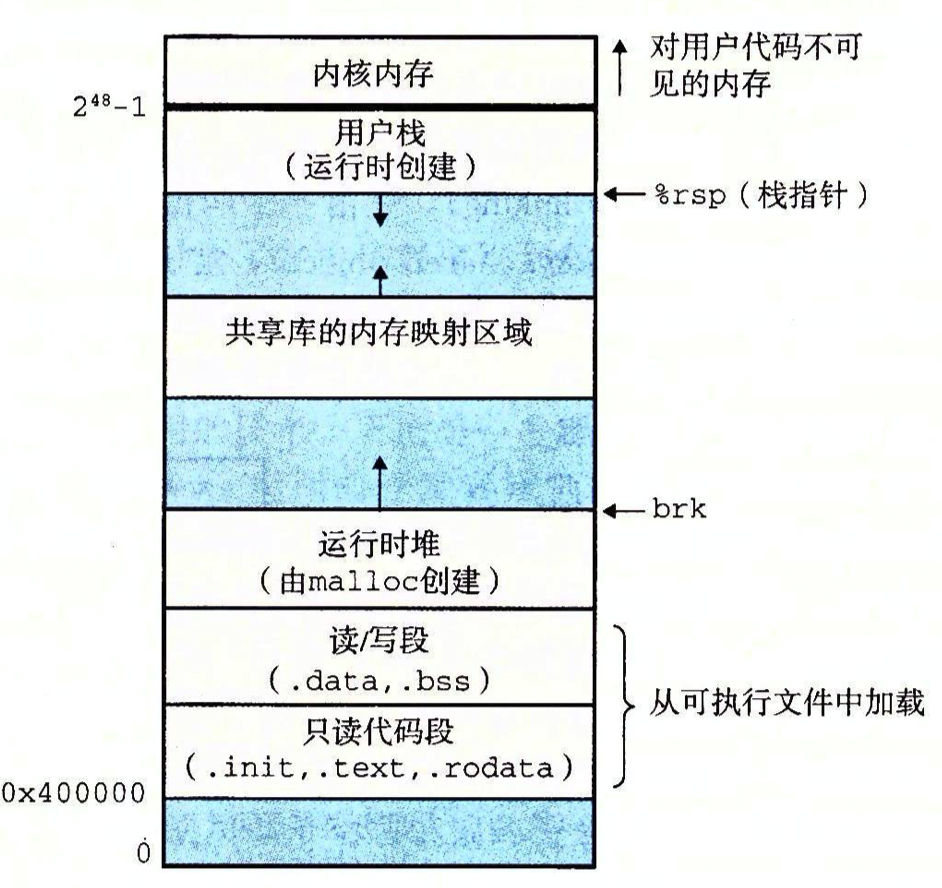 内核内存
对用户代码不可
见的内存
2⁴⁸-1
用户栈
(运行时创建)
%rsp(栈指针)
共享库的内存映射区域
brk
运行时堆
(由malloc创建)
读/写段
(.data,.bss)
从可执行文件中加载
只读代码段
(.init,.text,.rodata)
0x400000
0